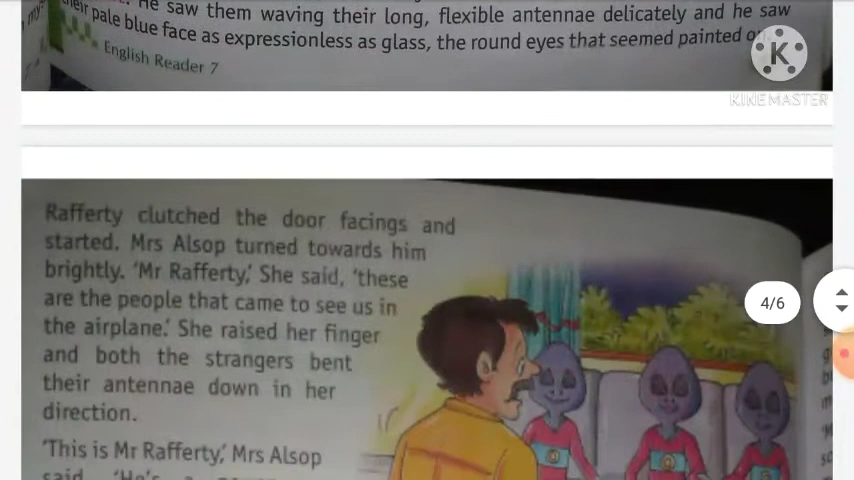 He saw them waving their long, flexible antennae delicately and he saw
their pale blue face as expressionless as glass, the round eyes that seemed painted
English Reader 7
K
KINEMASTER
Rafferty clutched the door facings and
started. Mrs Alsop turned towards him
brightly. ‘Mr Rafferty,’ She said, ‘these
are the people that came to see us in
the airplane.’ She raised her finger
and both the strangers bent
their antennae down in her
direction.
‘This is Mr Rafferty,’ Mrs Alsop
said. ‘He's a
4/6